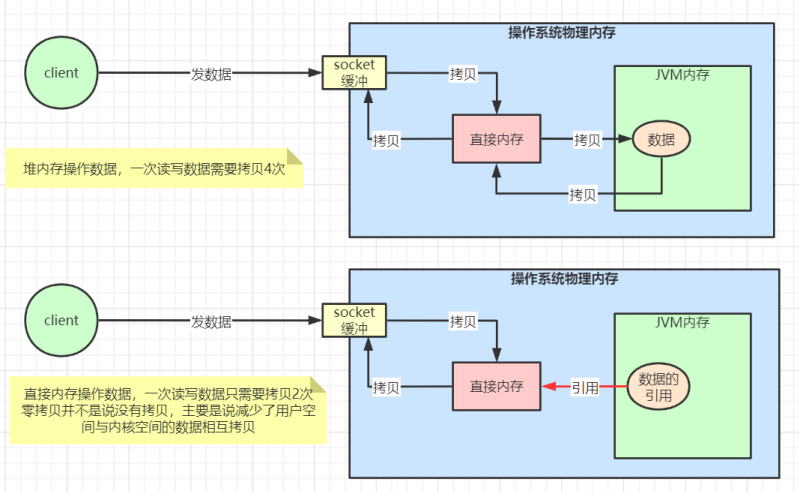 操作系统物理内存
client
发数据
socket
缓冲
拷贝
JVM内存
拷贝
直接内存
拷贝
数据
拷贝
堆内存操作数据，一次读写数据需要拷贝4次
操作系统物理内存
client
发数据
socket
缓冲
拷贝
JVM内存
拷贝
直接内存
引用
数据的
引用
直接内存操作数据，一次读写数据只需要拷贝2次
零拷贝并不是说没有拷贝，主要是说减少了用户空
间与内核空间的数据相互拷贝